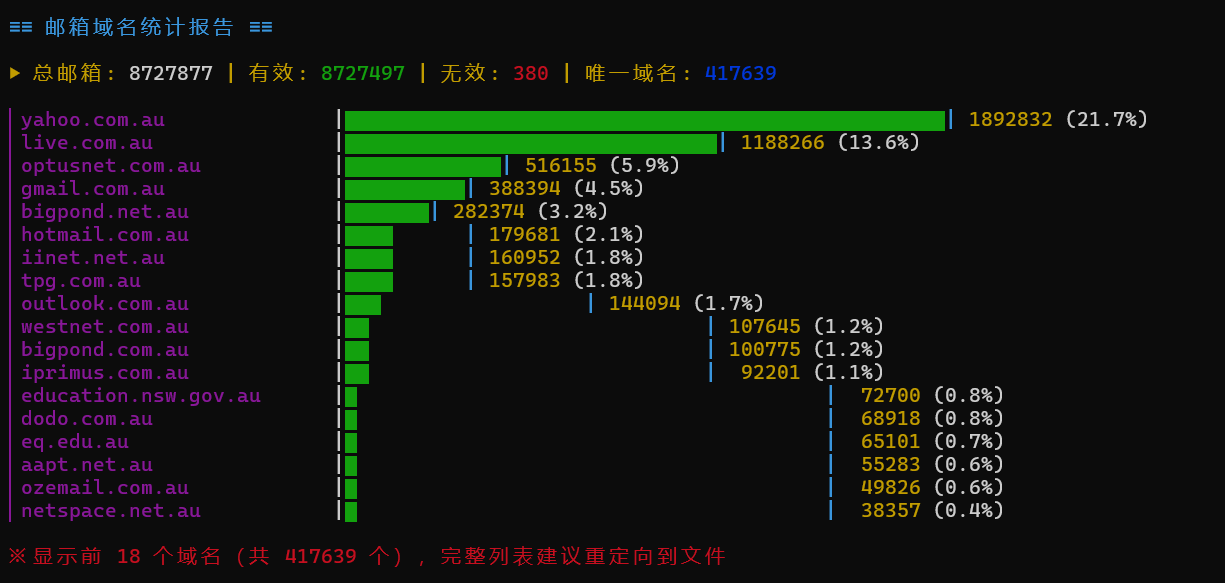 ≡≡ 邮箱域名统计报告 ≡≡
▶ 总邮箱: 8727877 | 有效: 8727497 | 无效: 380 | 唯一域名: 417639
yahoo.com.au | 1892832 (21.7%)
live.com.au | 1188266 (13.6%)
optusnet.com.au | 516155 (5.9%)
gmail.com.au | 388394 (4.5%)
bigpond.net.au | 282374 (3.2%)
hotmail.com.au | 179681 (2.1%)
iinet.net.au | 160952 (1.8%)
tpg.com.au | 157983 (1.8%)
outlook.com.au | 144094 (1.7%)
westnet.com.au | 107645 (1.2%)
bigpond.com.au | 100775 (1.2%)
iprimus.com.au | 92201 (1.1%)
education.nsw.gov.au | 72700 (0.8%)
dodo.com.au | 68918 (0.8%)
eq.edu.au | 65101 (0.7%)
aapt.net.au | 55283 (0.6%)
ozemail.com.au | 49826 (0.6%)
netspace.net.au | 38357 (0.4%)
※显示前 18 个域名 (共 417639 个), 完整列表建议重定向到文件